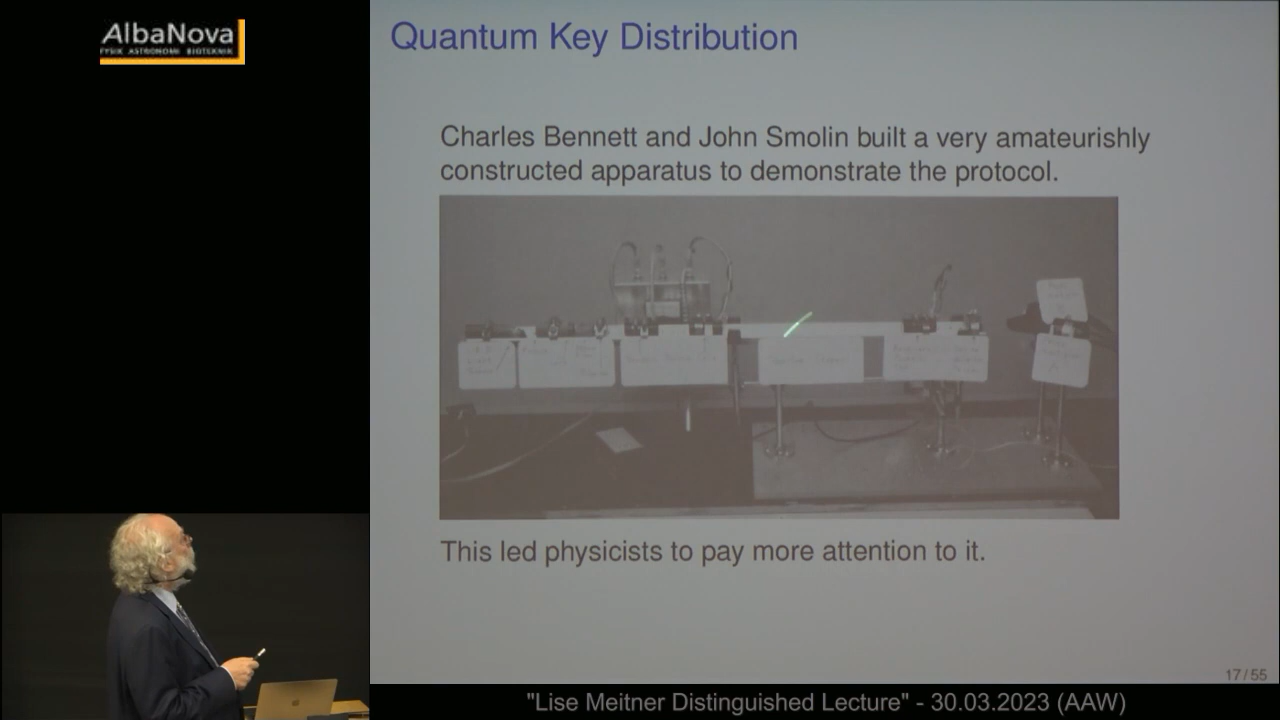 AlbaNova
FYSIK ASTRONOMI BIOTEKNIK
Quantum Key Distribution
Charles Bennett and John Smolin built a very amateurishly
constructed apparatus to demonstrate the protocol.
This led physicists to pay more attention to it.
17/55
"Lise Meitner Distinguished Lecture" - 30.03.2023 (AAW)